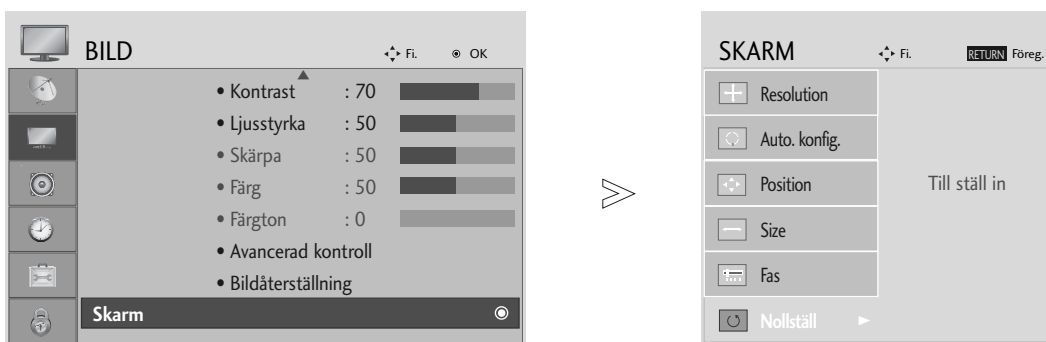 BILD Fi. OK
• Kontrast : 70
• Ljusstyrka : 50
• Skärpa : 50
• Färg : 50
• Färgton : 0
• Avancerad kontroll
• Bildåterställning
Skarm
SKARM Fi. RETURN Föreg.
Resolution
Auto. konfig.
Position
Size
Fas
Nollställ
Till ställ in